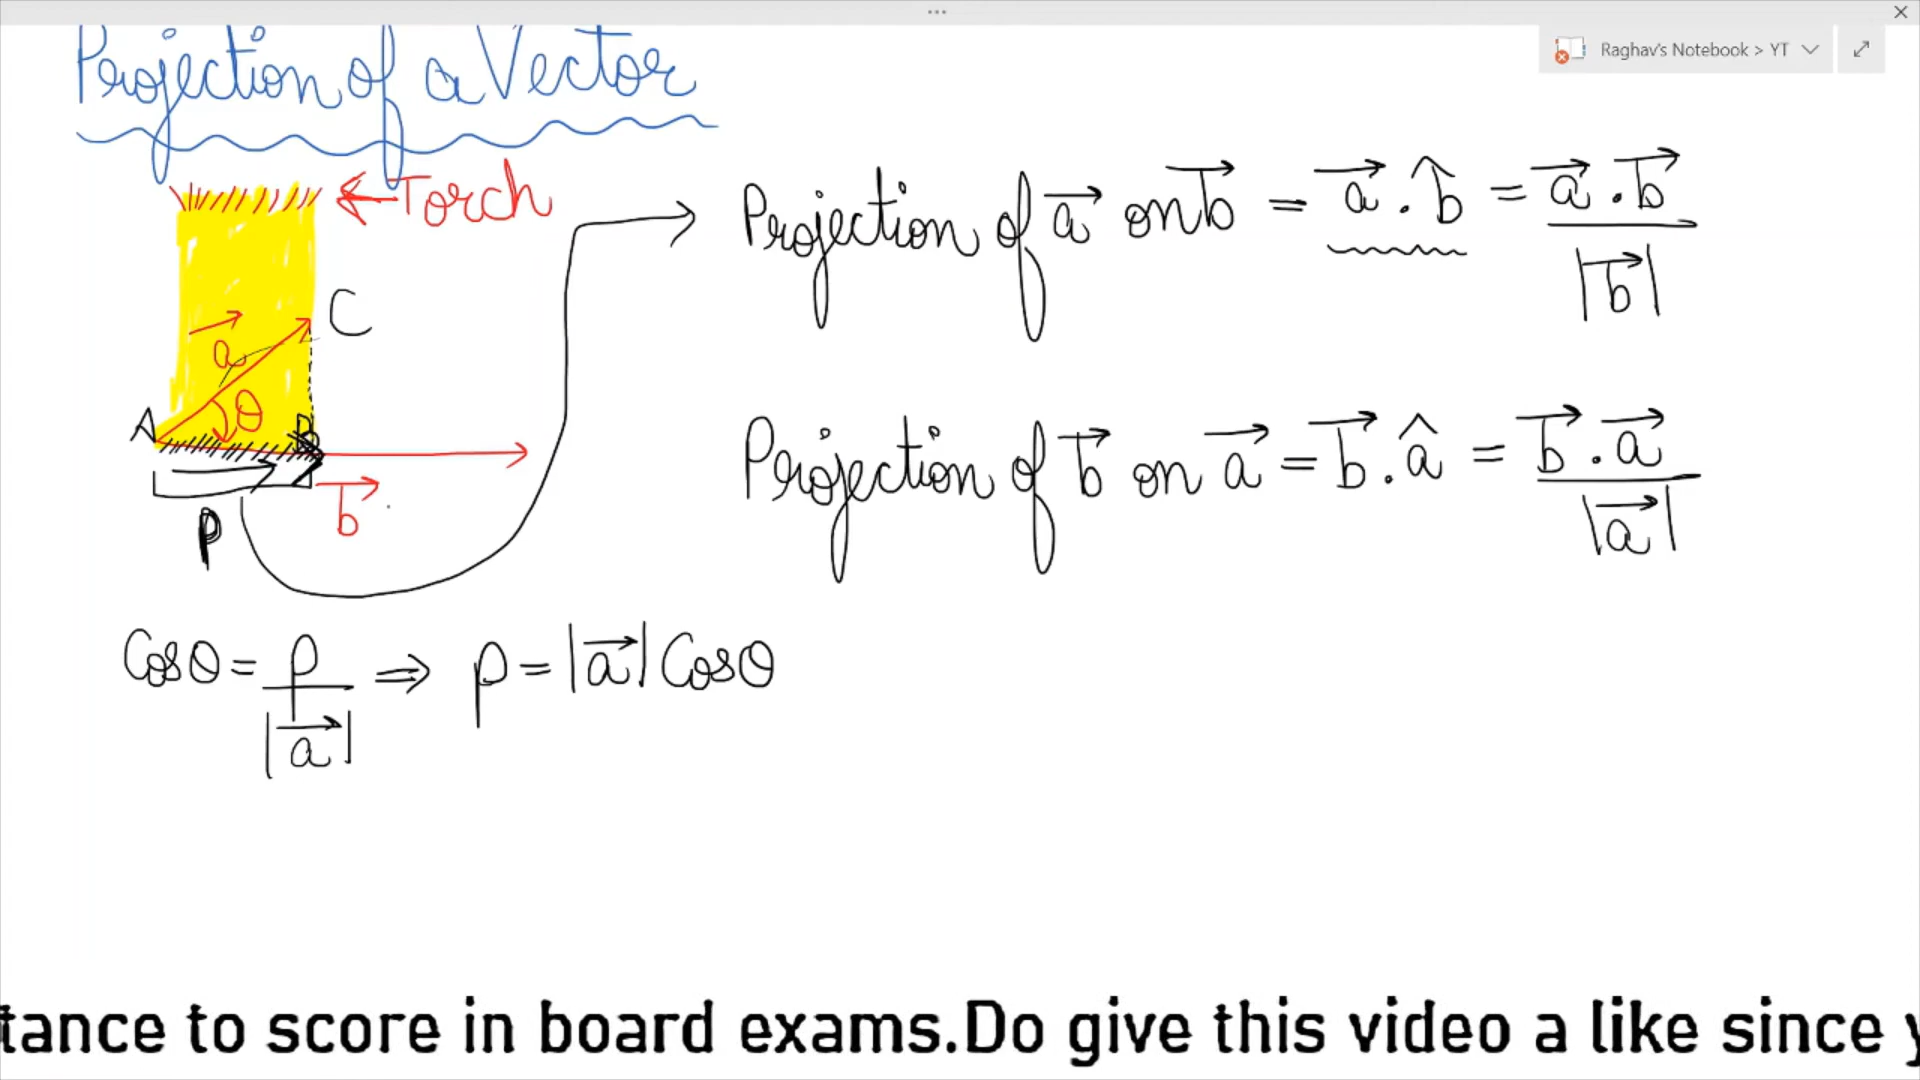 Raghav's Notebook > YT
Projection of a Vector
Torch
C
a⃗
θ
A
B
b⃗
p
Projection of a⃗ on b⃗ = a⃗ . b̂ = a⃗ . b⃗ / |b⃗|
Projection of b⃗ on a⃗ = b⃗ . â = b⃗ . a⃗ / |a⃗|
Cosθ = p / |a⃗| ⇒ p = |a⃗| Cosθ
tance to score in board exams.Do give this video a like since y